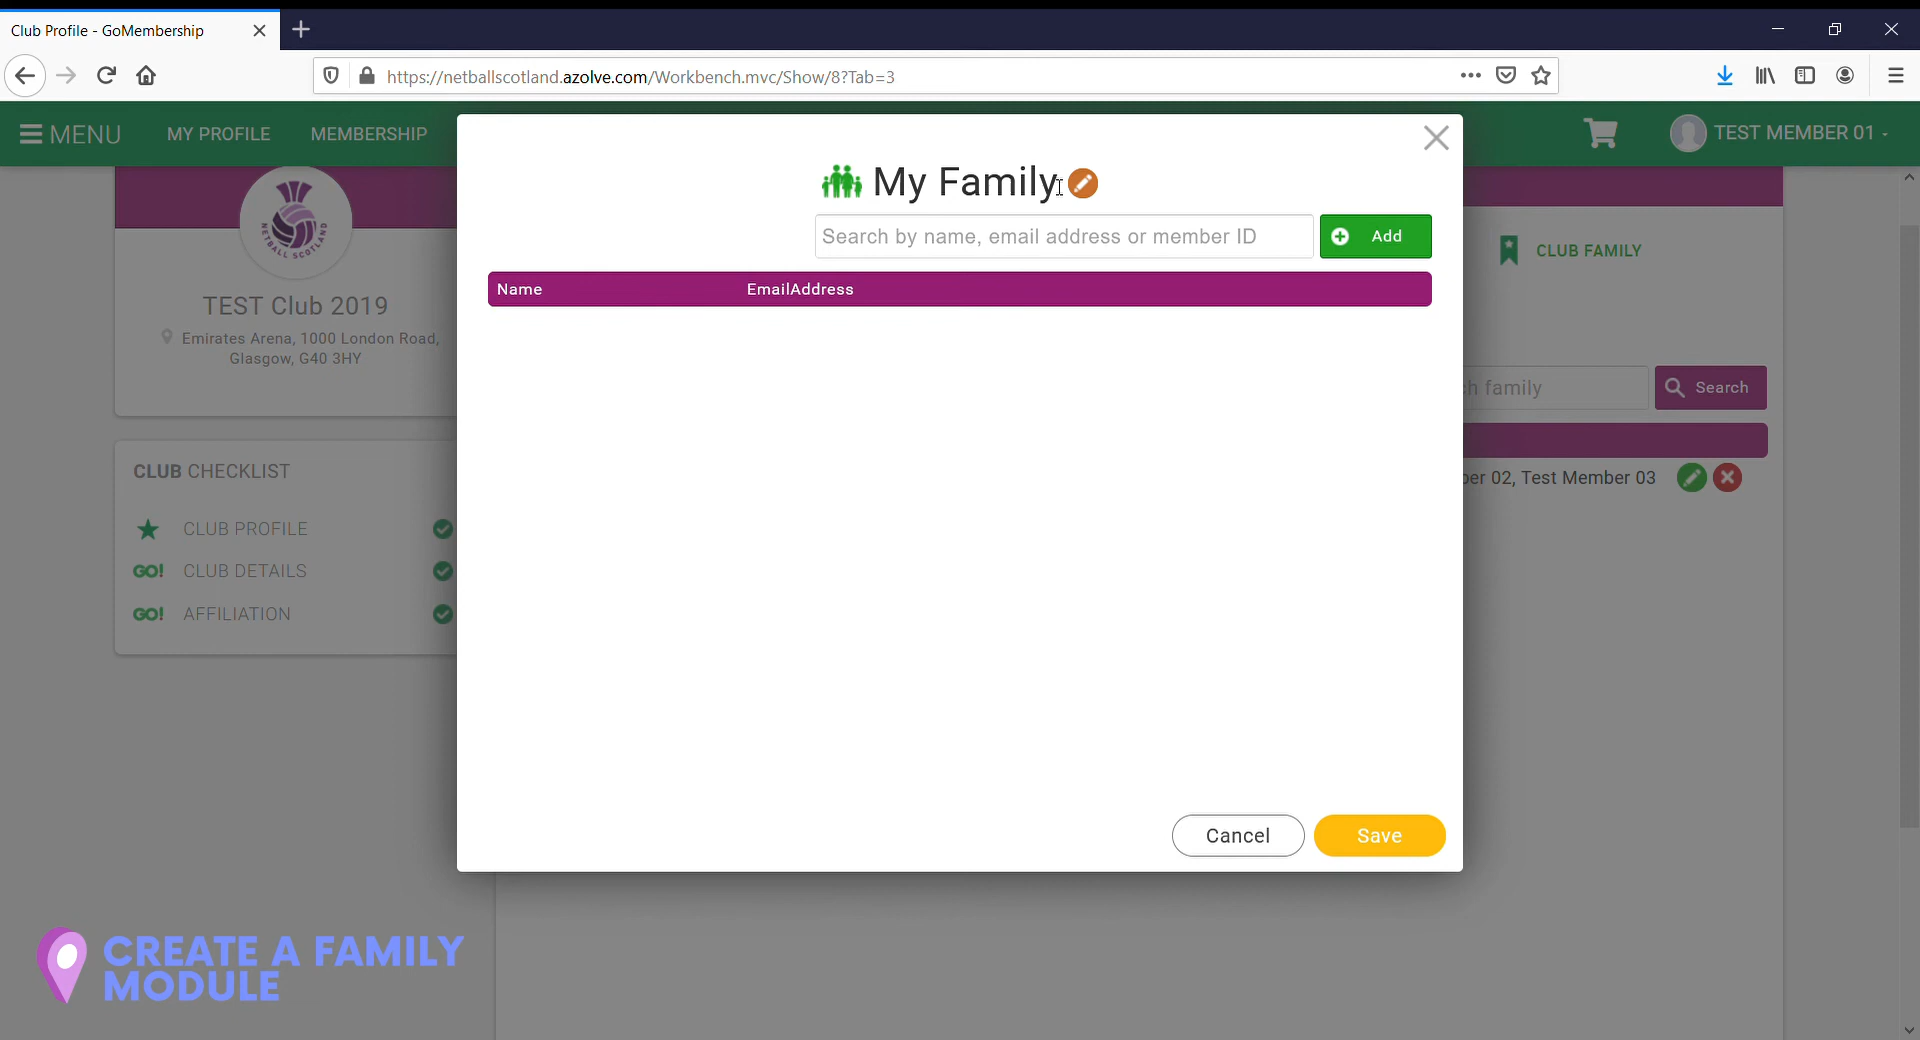 Club Profile - GoMembership
https://netballscotland.azolve.com/Workbench.mvc/Show/8?Tab=3
MENU
MY PROFILE
MEMBERSHIP
TEST MEMBER 01
My Family
Search by name, email address or member ID
Add
Name
EmailAddress
NETBALL SCOTLAND
TEST Club 2019
Emirates Arena, 1000 London Road,
Glasgow, G40 3HY
CLUB FAMILY
family
Search
02, Test Member 03
CLUB CHECKLIST
CLUB PROFILE
GO! CLUB DETAILS
GO! AFFILIATION
Cancel
Save
CREATE A FAMILY
MODULE